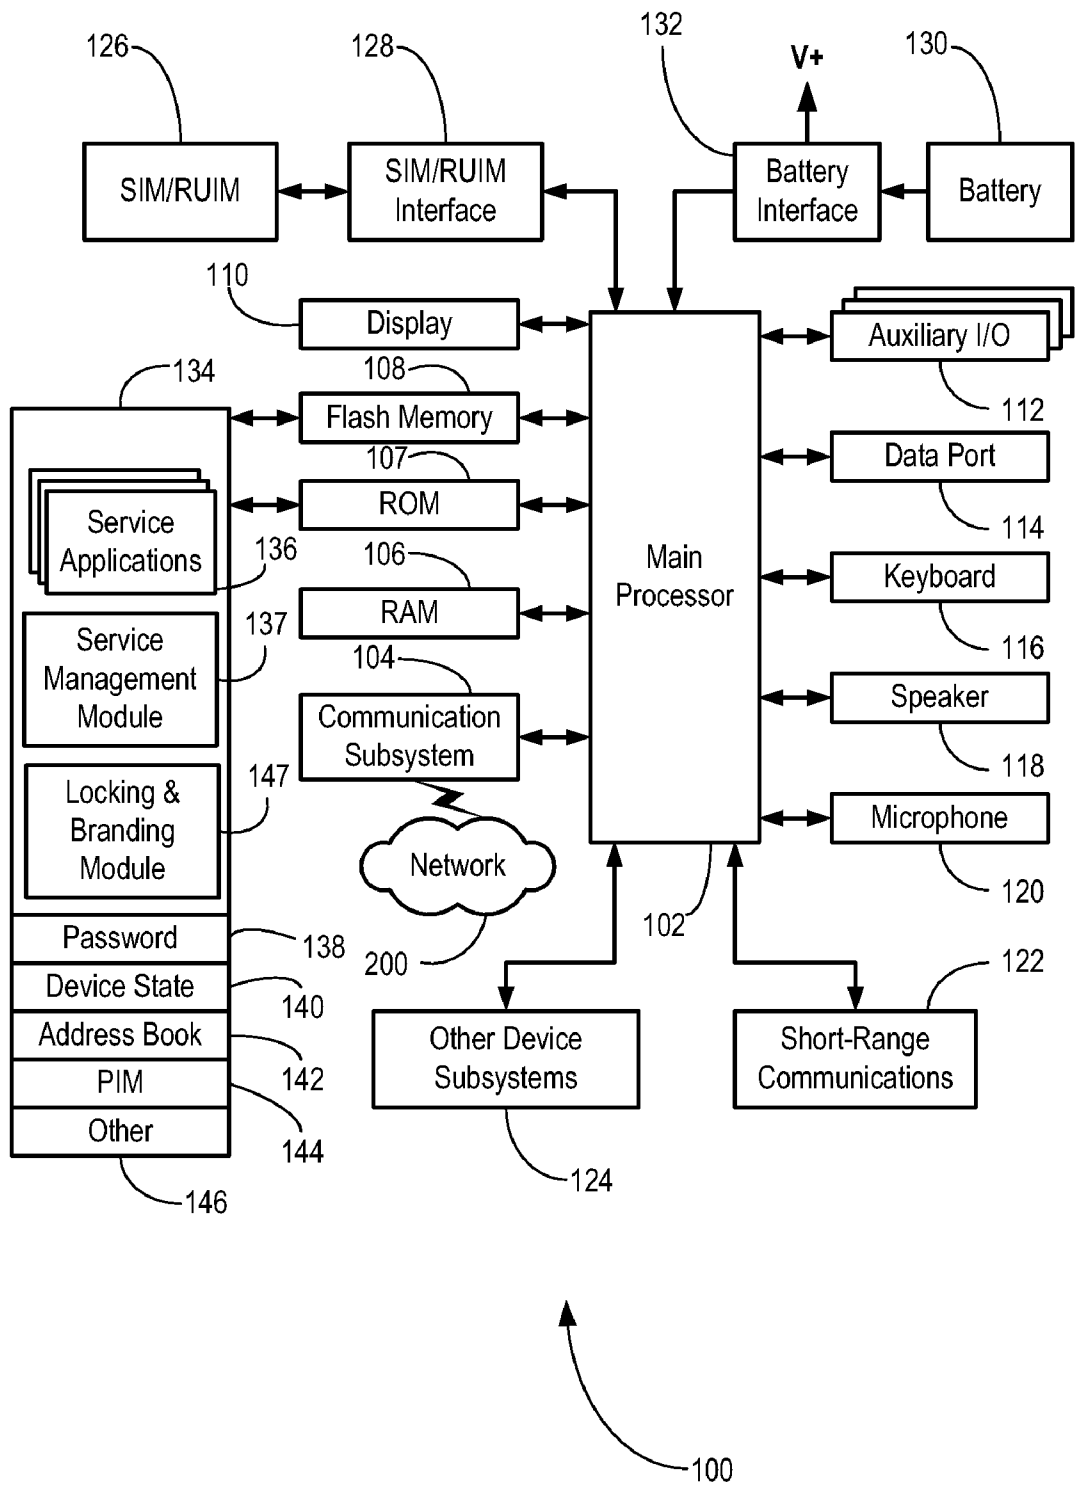 126
128
132
V+
130
SIM/RUIM
SIM/RUIM
Interface
Battery
Interface
Battery
110
Display
Auxiliary I/O
134
108
112
Flash Memory
Data Port
107
114
Service
Applications
136
ROM
106
Main
Processor
Keyboard
RAM
116
137
Service
Management
Module
104
Communication
Subsystem
Speaker
118
147
Locking &
Branding
Module
Microphone
Network
120
Password
138
200
102
122
Device State
140
Address Book
142
Other Device
Subsystems
Short-Range
Communications
PIM
144
Other
124
146
100